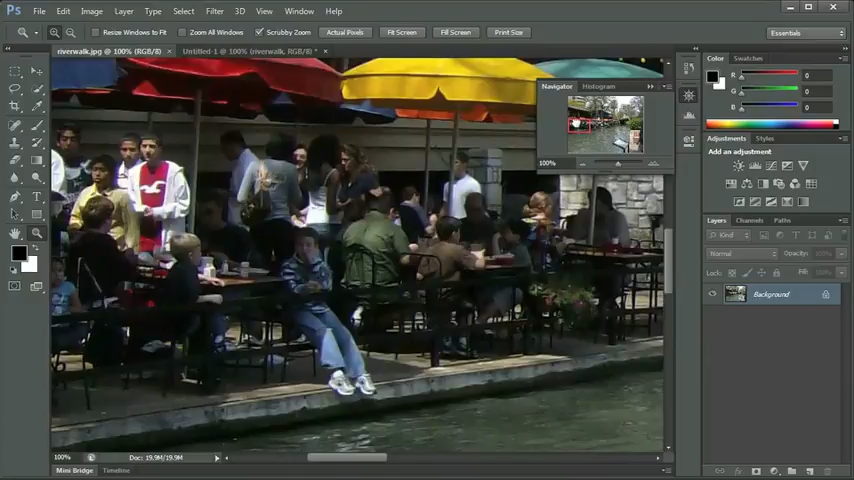 Ps File Edit Image Layer Type Select Filter 3D View Window Help
Resize Windows to Fit Zoom All Windows Scrubby Zoom Actual Pixels Fit Screen Fill Screen Print Size Essentials
riverwalk.jpg @ 100% (RGB/8) × Untitled-1 @ 100% (riverwalk, RGB/8) * ×
Color Swatches
R 0
G 0
B 0
Navigator Histogram
100%
Adjustments Styles
Add an adjustment
Layers Channels Paths
Kind
Normal Opacity: 100%
Lock: Fill: 100%
Background
100% Doc: 19.9M/19.9M
Mini Bridge Timeline